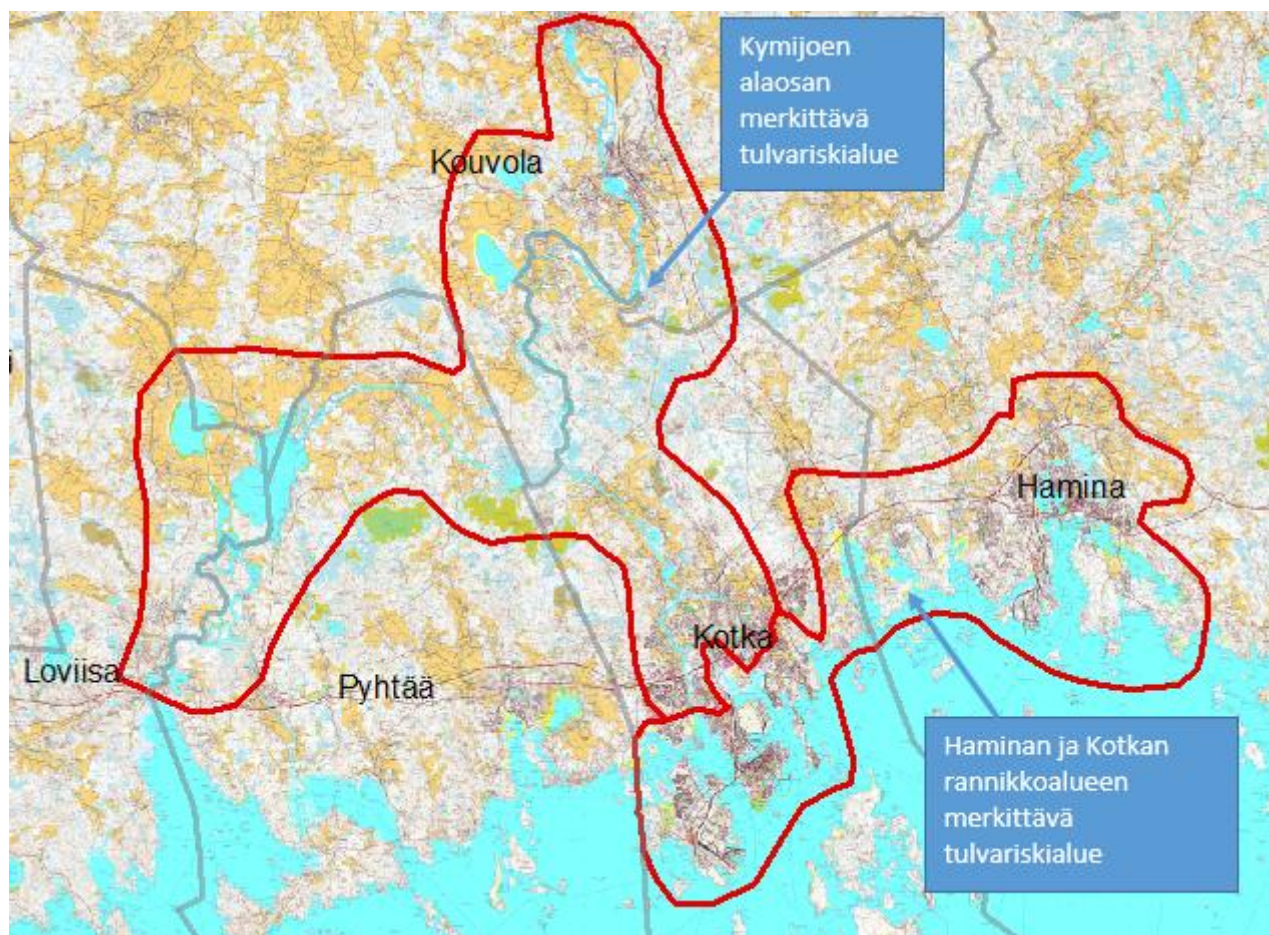 Kymijoen
alaosan
merkittävä
tulvariskialue
Kouvola
Hamina
Kotka
Loviisa
Pyhtää
Haminan ja Kotkan
rannikkoalueen
merkittävä
tulvariskialue